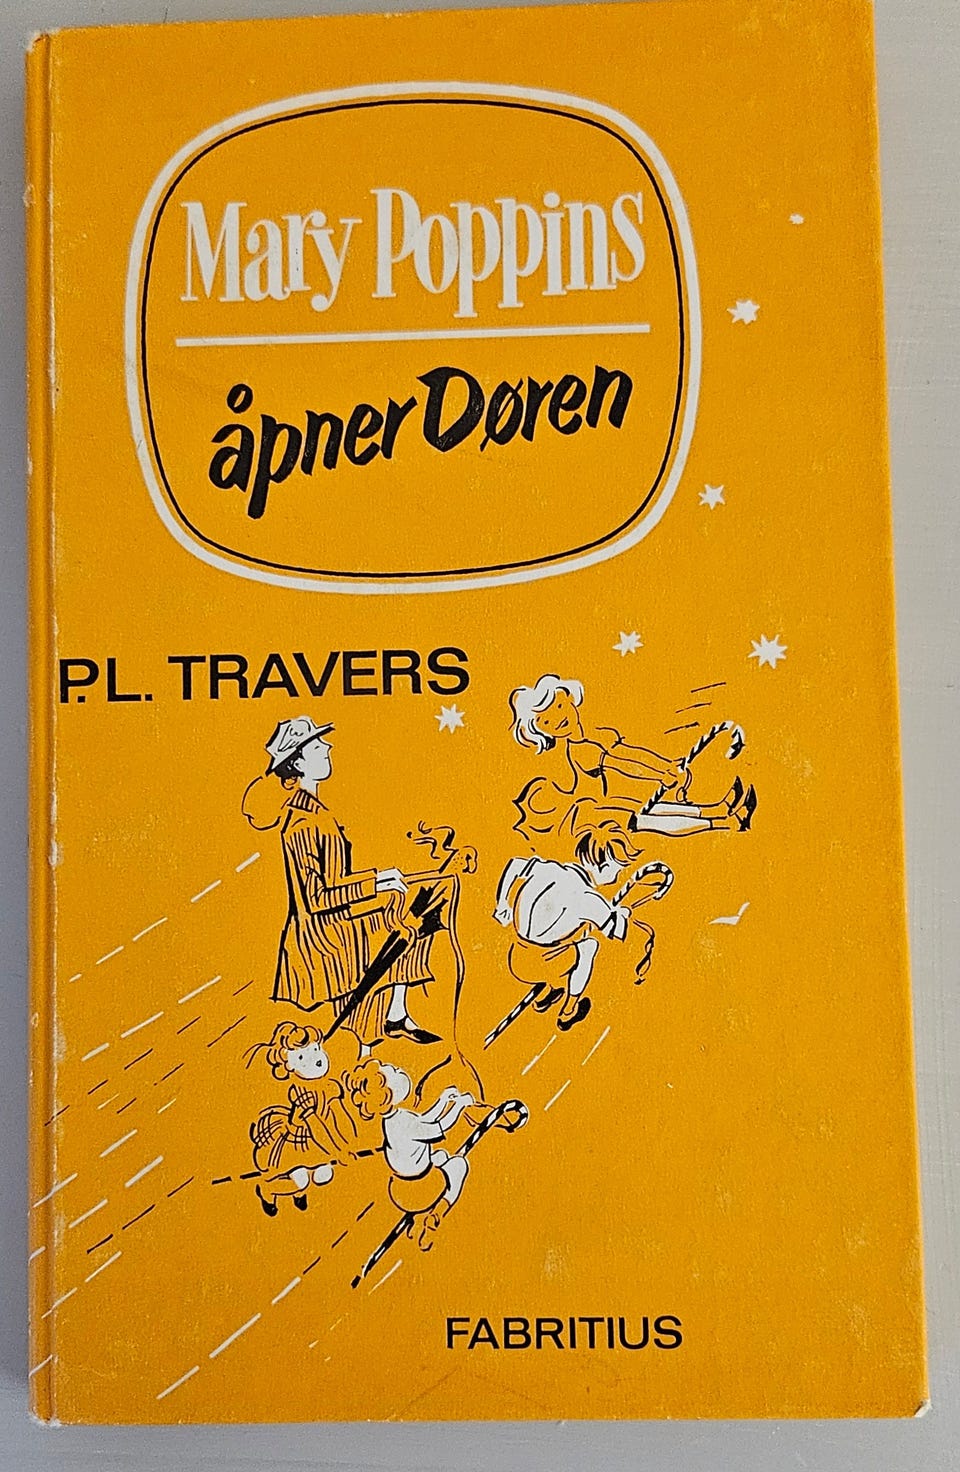 Mary Poppins
åpner Døren
P.L. TRAVERS
FABRITIUS